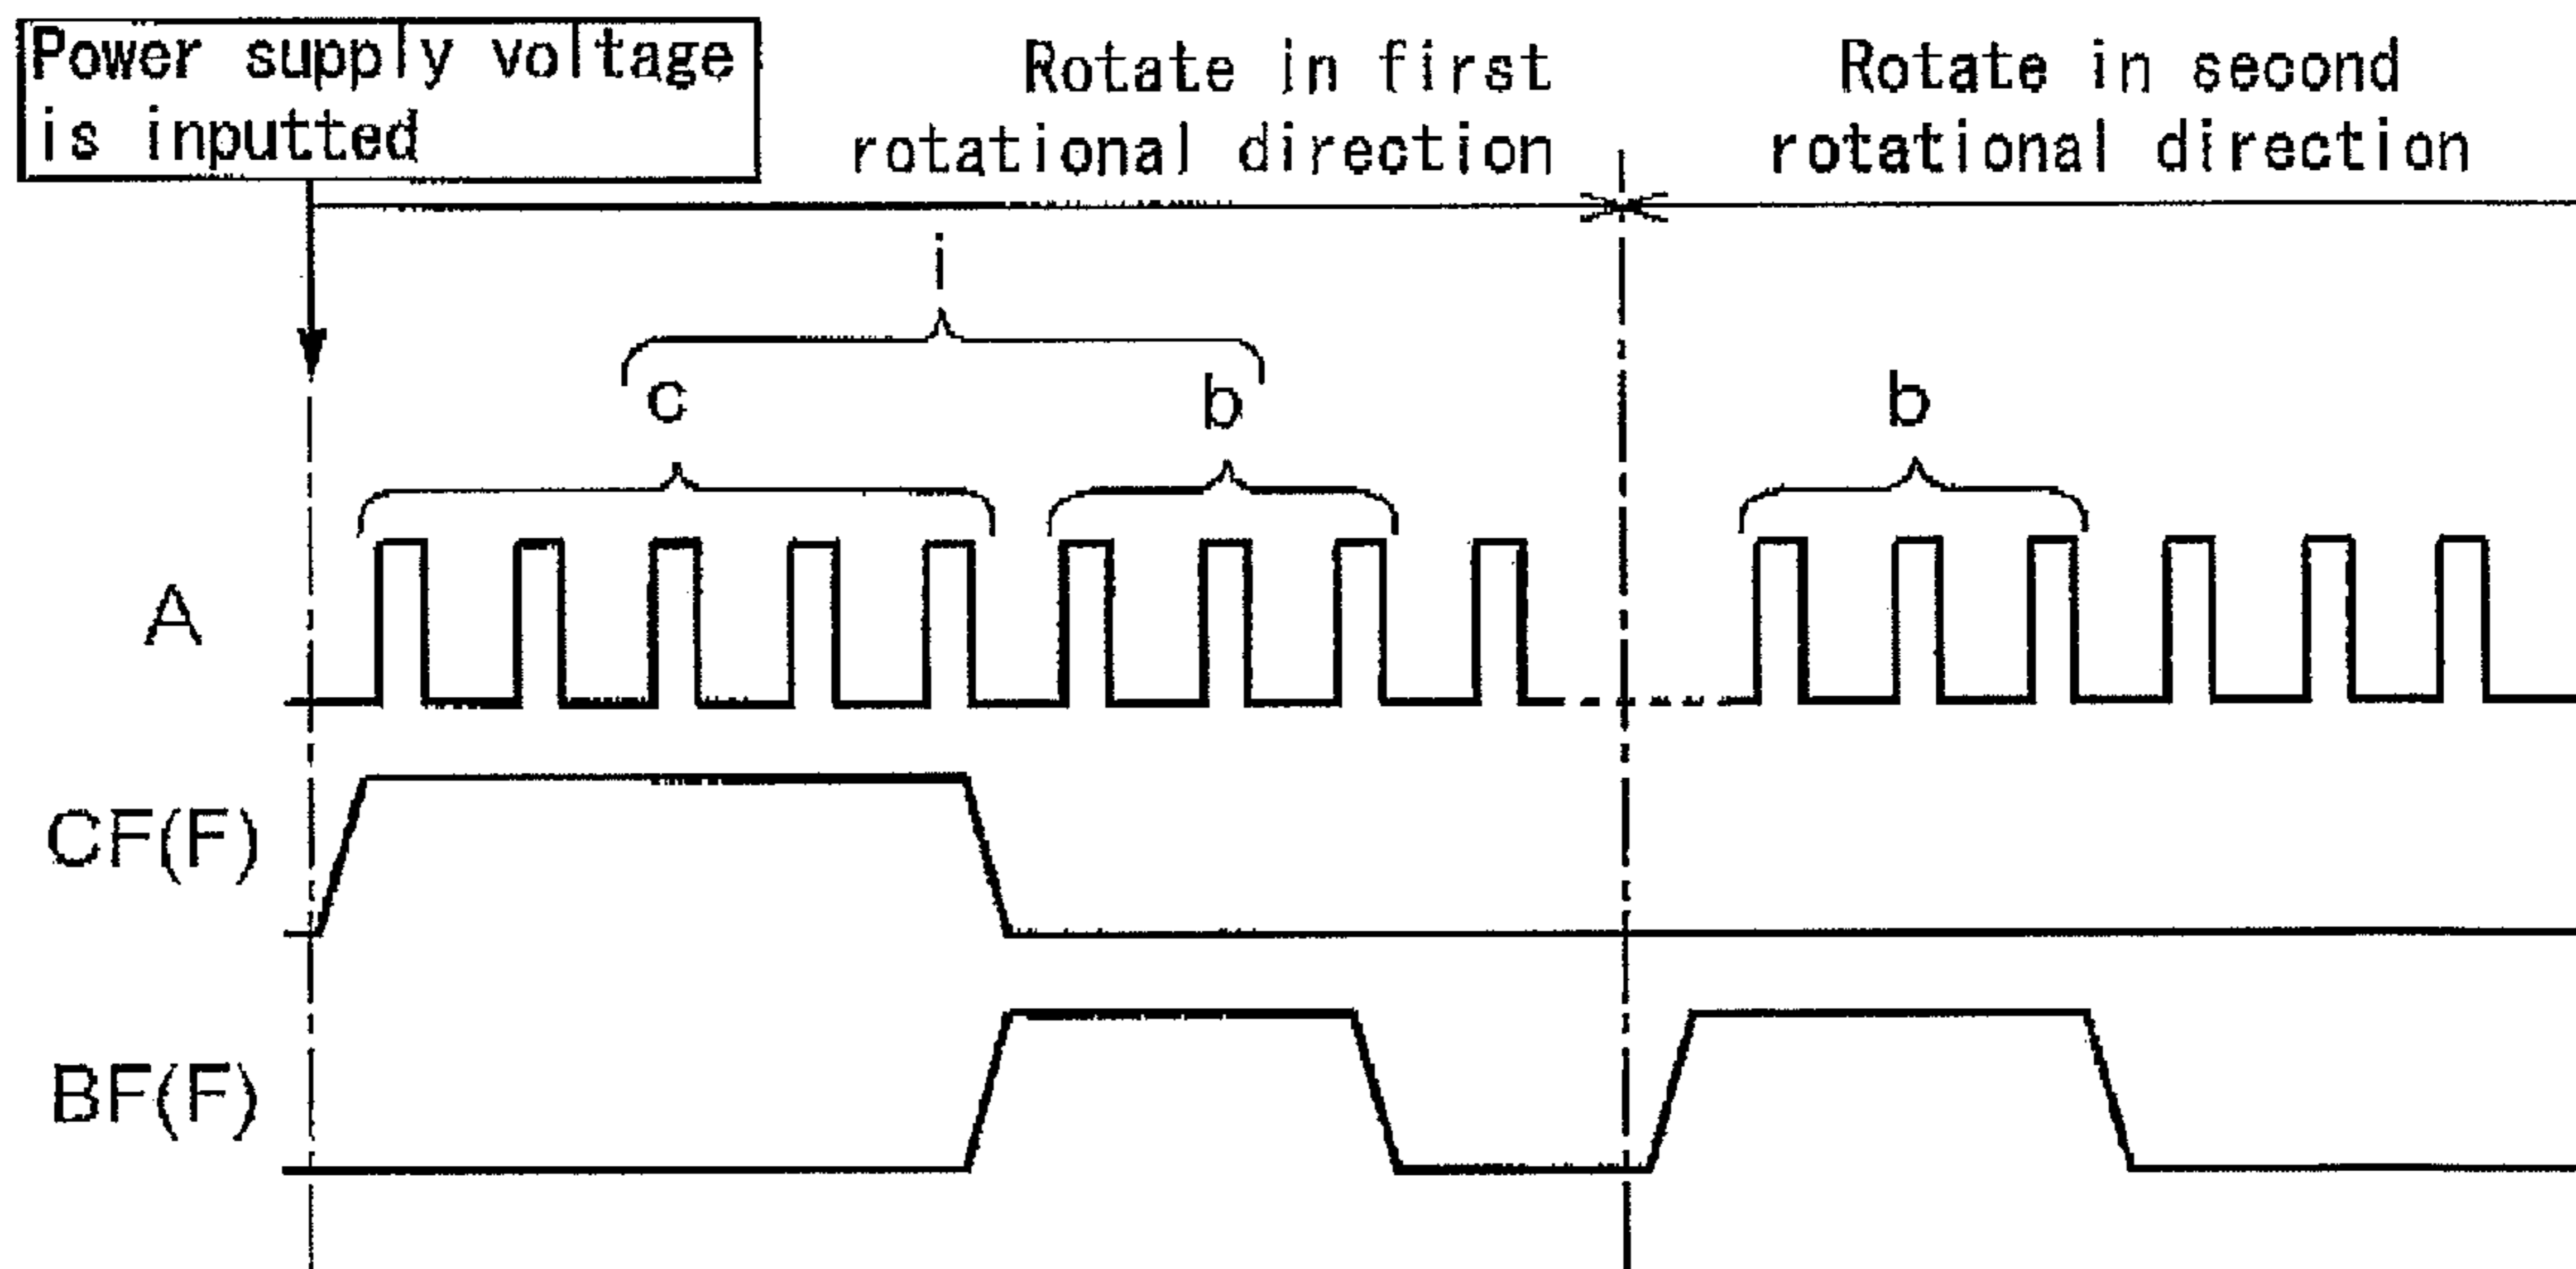 Power supply voltage
is inputted
Rotate in first
rotational direction
Rotate in second
rotational direction
i
c
b
b
A
CF(F)
BF(F)